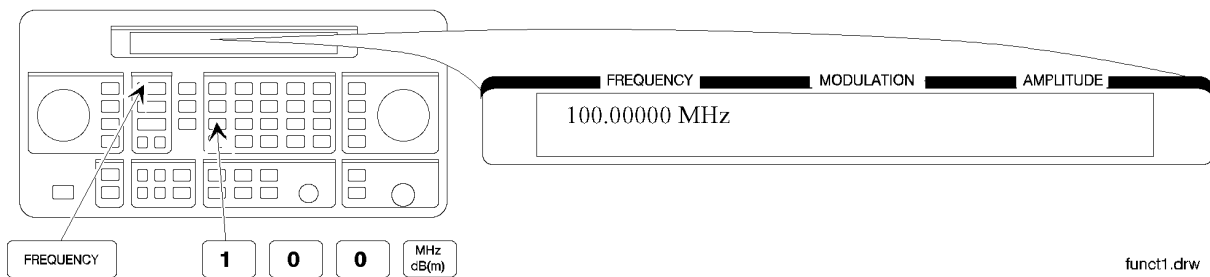 FREQUENCY MODULATION AMPLITUDE
100.00000 MHz
FREQUENCY 1 0 0 MHz dB(m)
funct1.drw